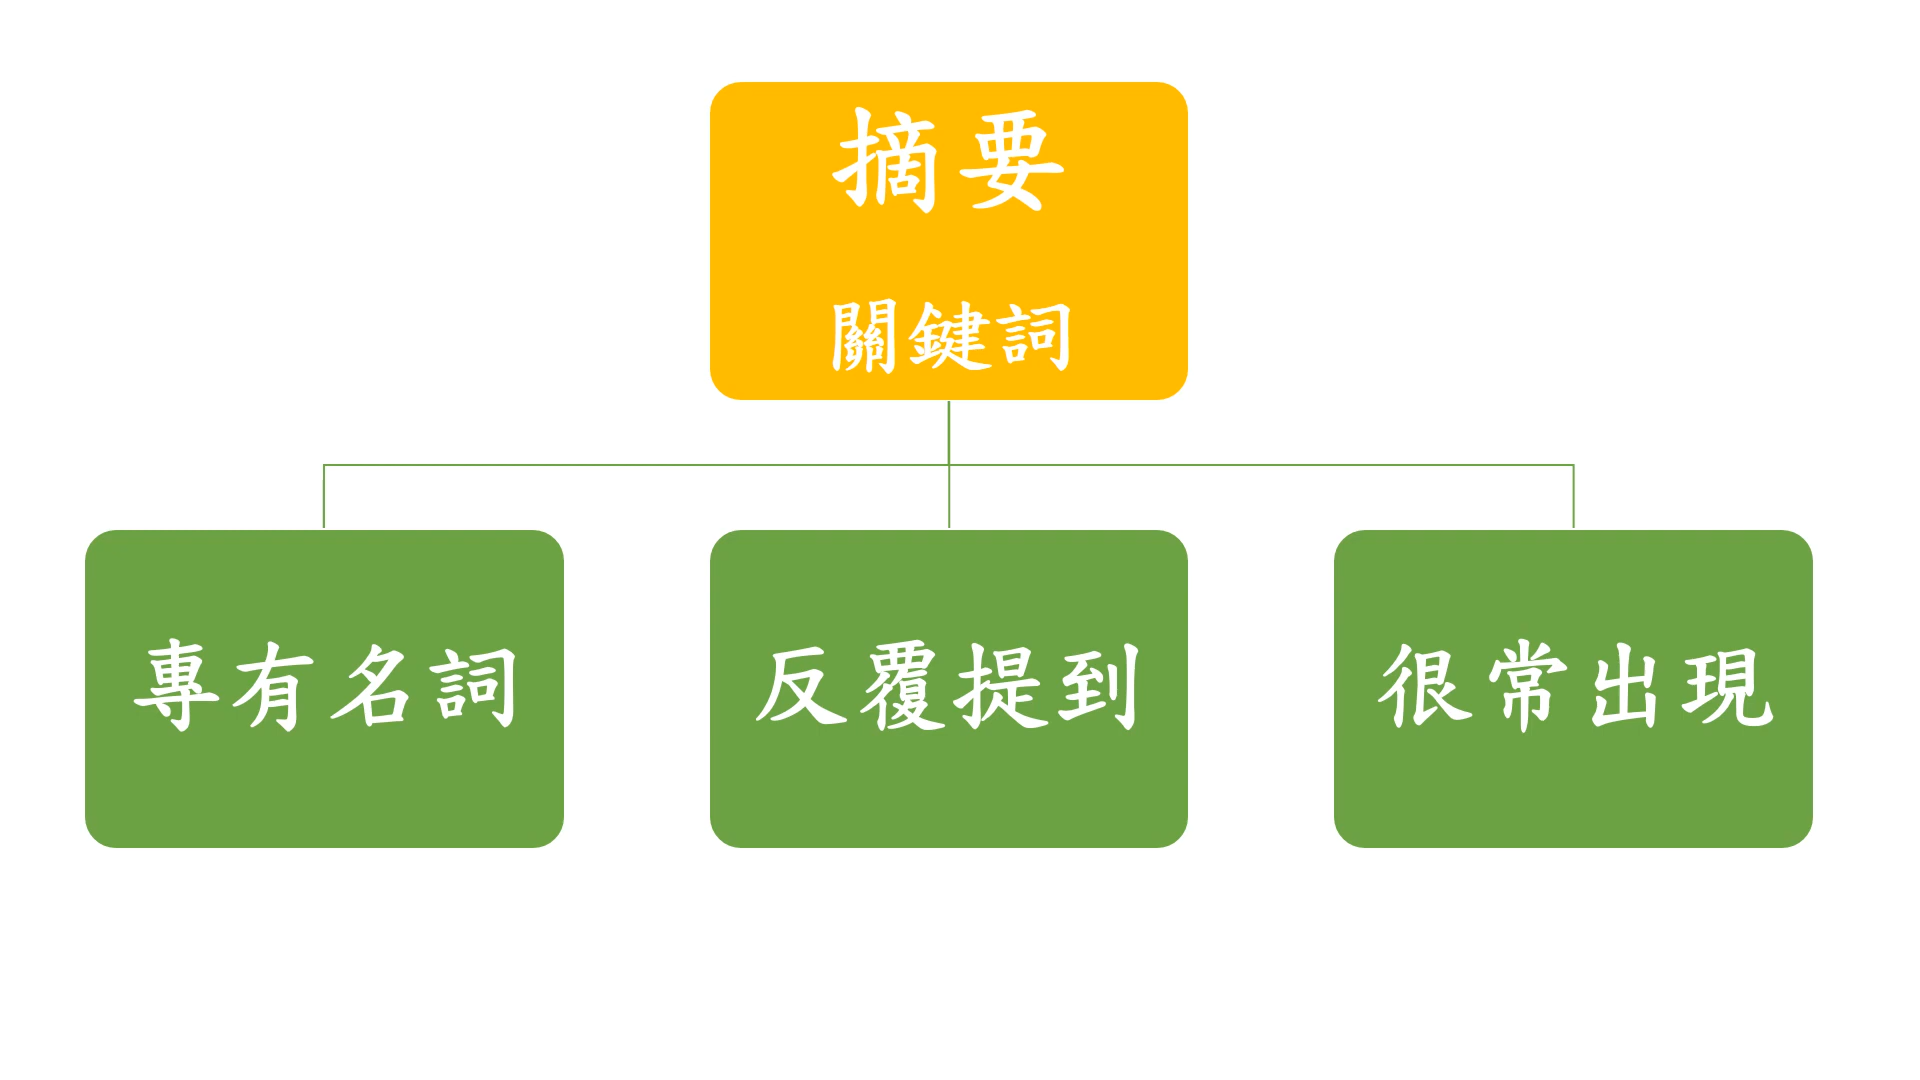 摘要
關鍵詞
專有名詞
反覆提到
很常出現